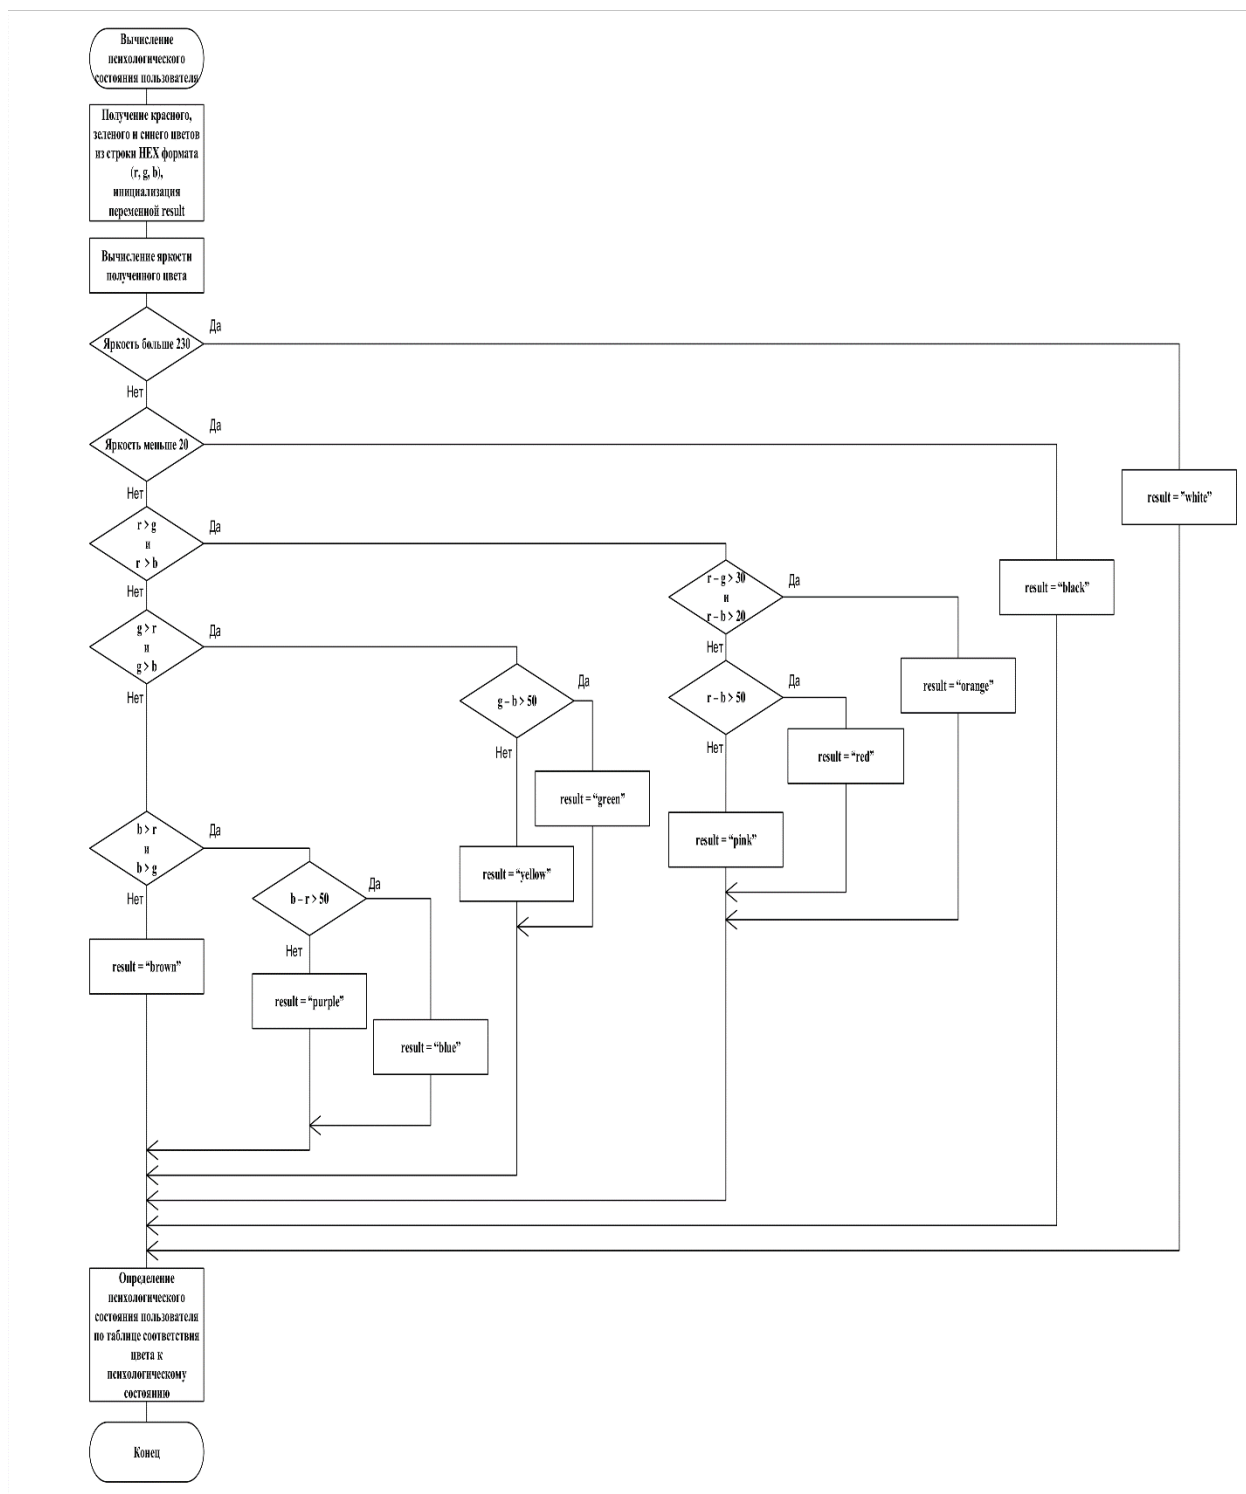 Вычисление
психологического
состояния пользователя
Получение красного,
зеленого и синего цветов
из строки HEX формата
(r, g, b),
инициализация
переменной result
Вычисление яркости
полученного цвета
Яркость больше 230
Да
Нет
Яркость меньше 20
Да
Нет
result = ”white”
r > g
и
r > b
Да
Нет
r – g > 30
и
r – b > 20
Да
Нет
result = “black”
g > r
и
g > b
Да
Нет
g – b > 50
Да
Нет
r – b > 50
Да
Нет
result = “orange”
result = “red”
result = “green”
result = “pink”
result = “yellow”
b > r
и
b > g
Да
Нет
b – r > 50
Да
Нет
result = “brown”
result = “purple”
result = “blue”
Определение
психологического
состояния пользователя
по таблице соответствия
цвета к
психологическому
состоянию
Конец